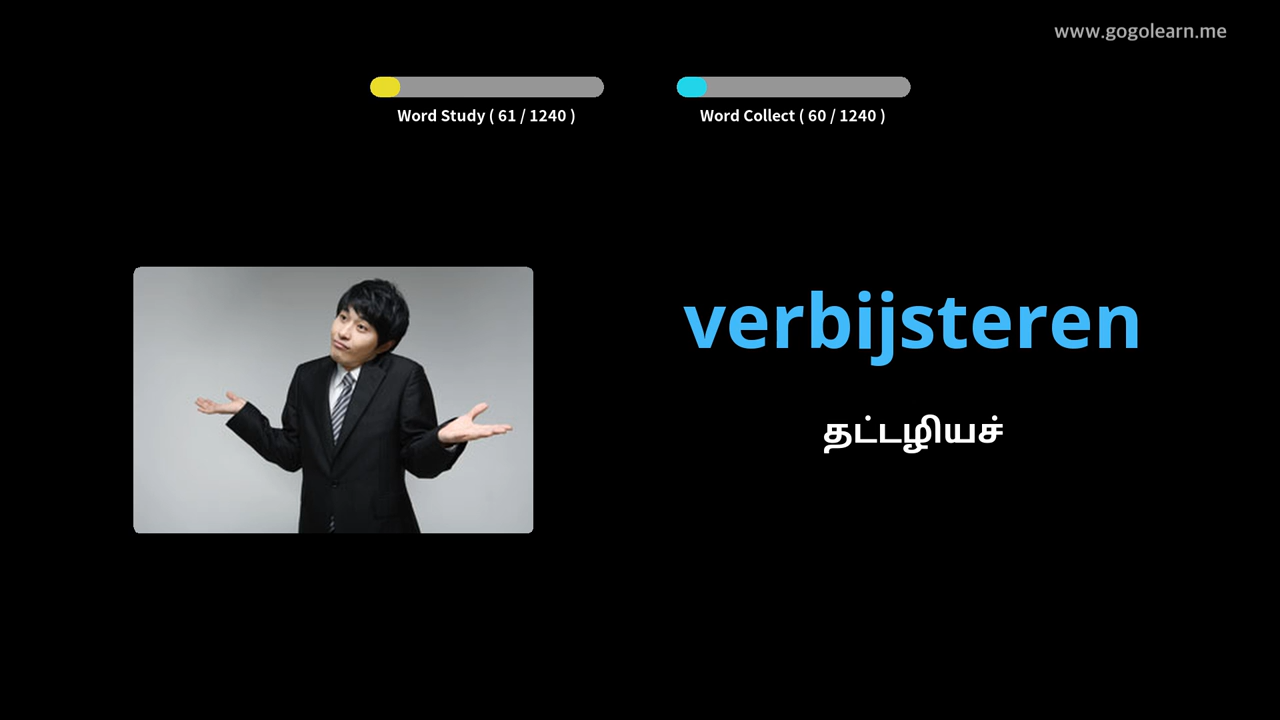 www.gogolearn.me
Word Study ( 61 / 1240 )
Word Collect ( 60 / 1240 )
verbijsteren
தட்டழியச்